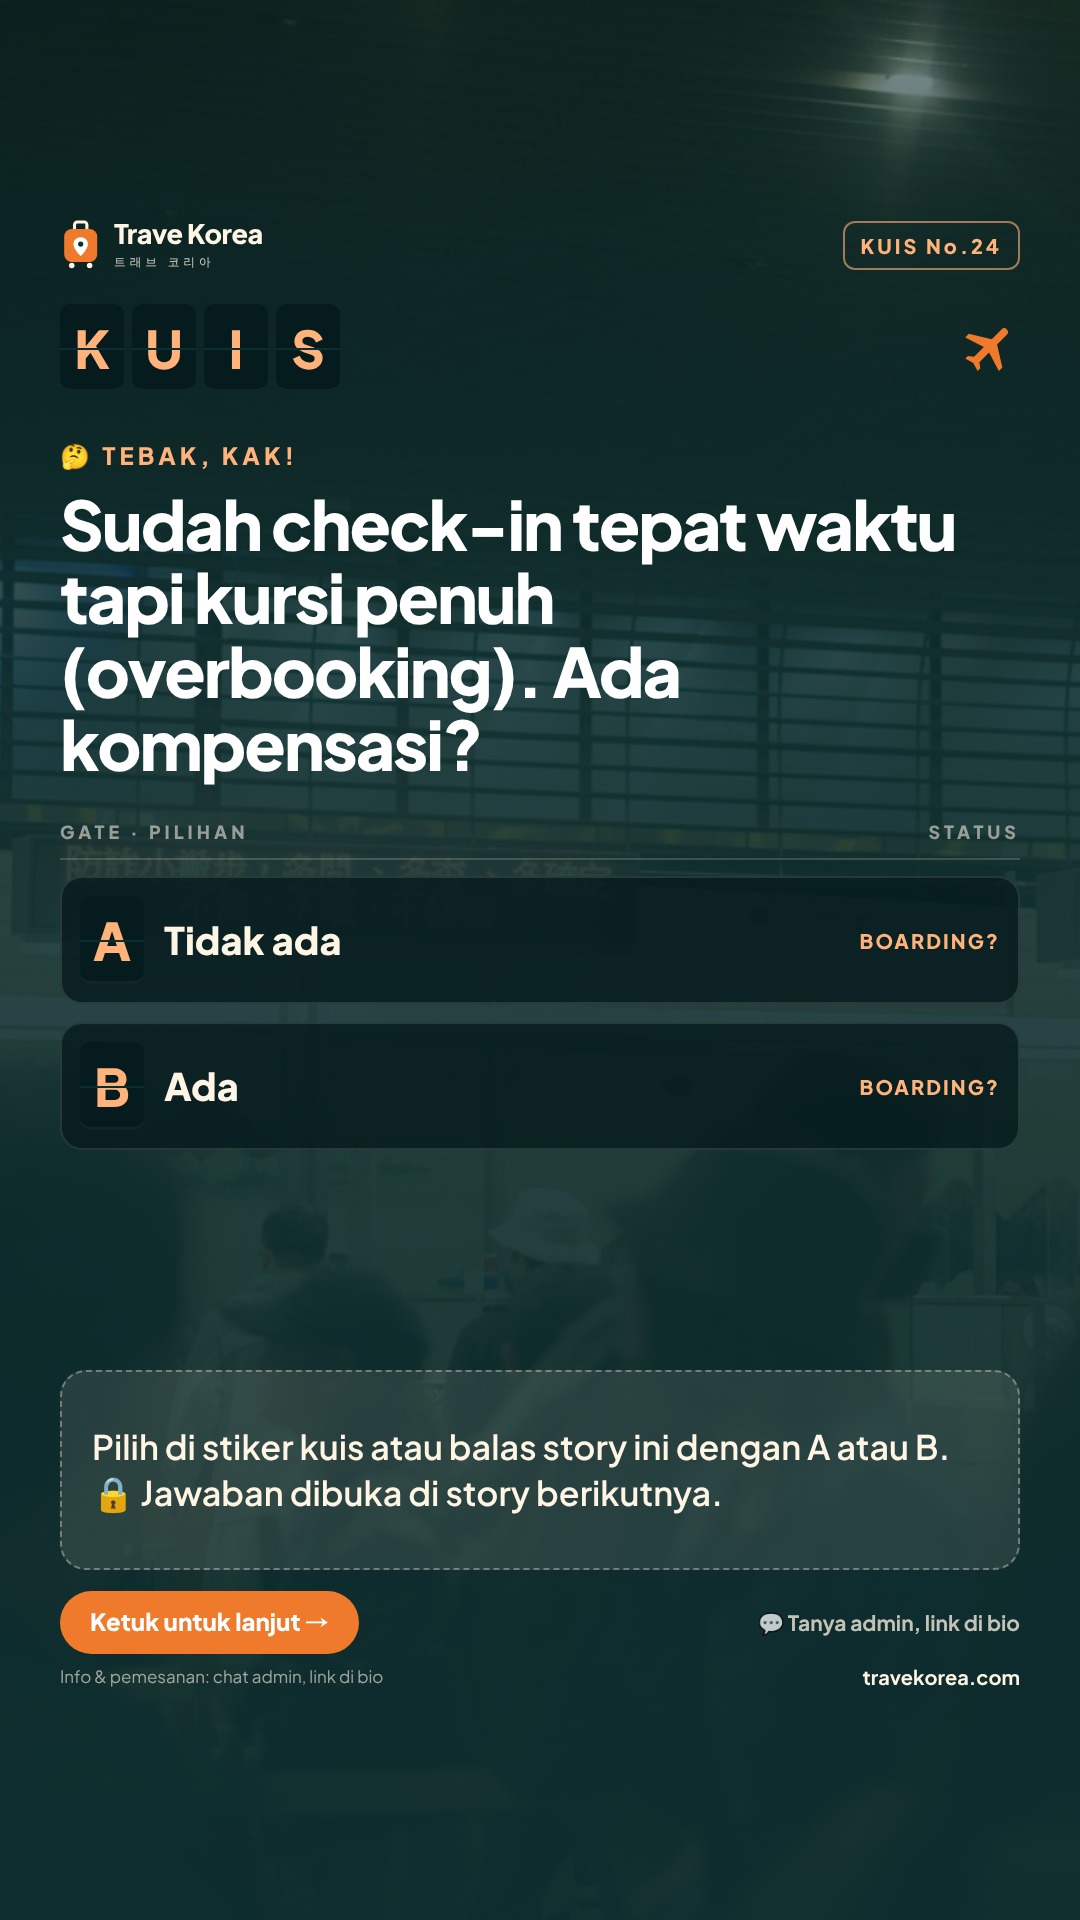 Trave Korea
트래브 코리아
KUIS No.24
KUIS
🤔 TEBAK, KAK!
Sudah check-in tepat waktu
tapi kursi penuh
(overbooking). Ada
kompensasi?
GATE · PILIHAN
STATUS
A Tidak ada BOARDING?
B Ada BOARDING?
Pilih di stiker kuis atau balas story ini dengan A atau B.
🔒 Jawaban dibuka di story berikutnya.
Ketuk untuk lanjut →
💬 Tanya admin, link di bio
Info & pemesanan: chat admin, link di bio
travekorea.com